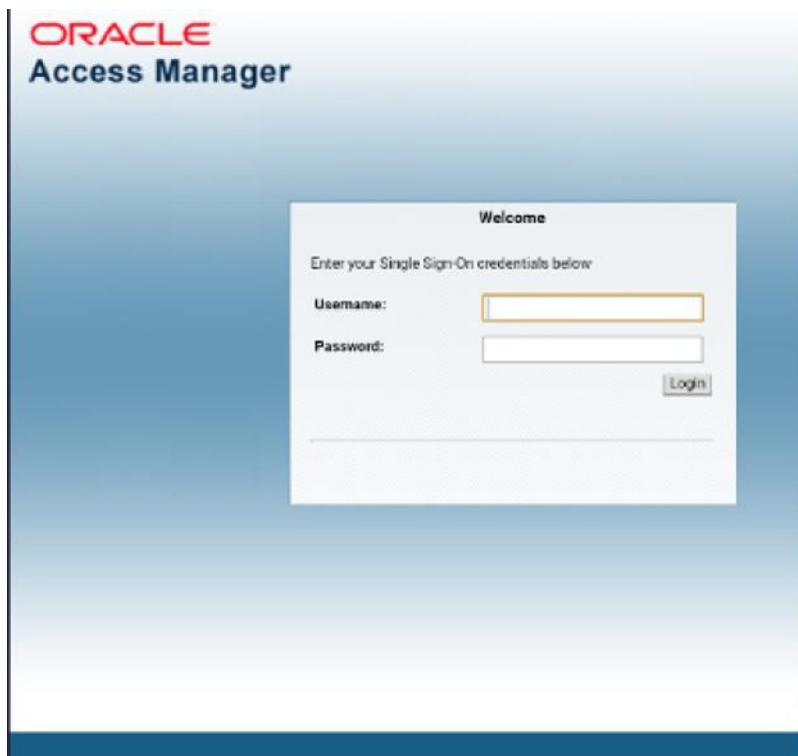 ORACLE
Access Manager
Welcome
Enter your Single Sign-On credentials below
Username:
Password:
Login